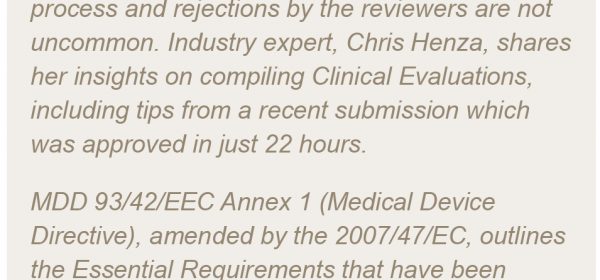 process and rejections by the reviewers are not
uncommon. Industry expert, Chris Henza, shares
her insights on compiling Clinical Evaluations,
including tips from a recent submission which
was approved in just 22 hours.
MDD 93/42/EEC Annex 1 (Medical Device
Directive), amended by the 2007/47/EC, outlines
the Essential Requirements that have been